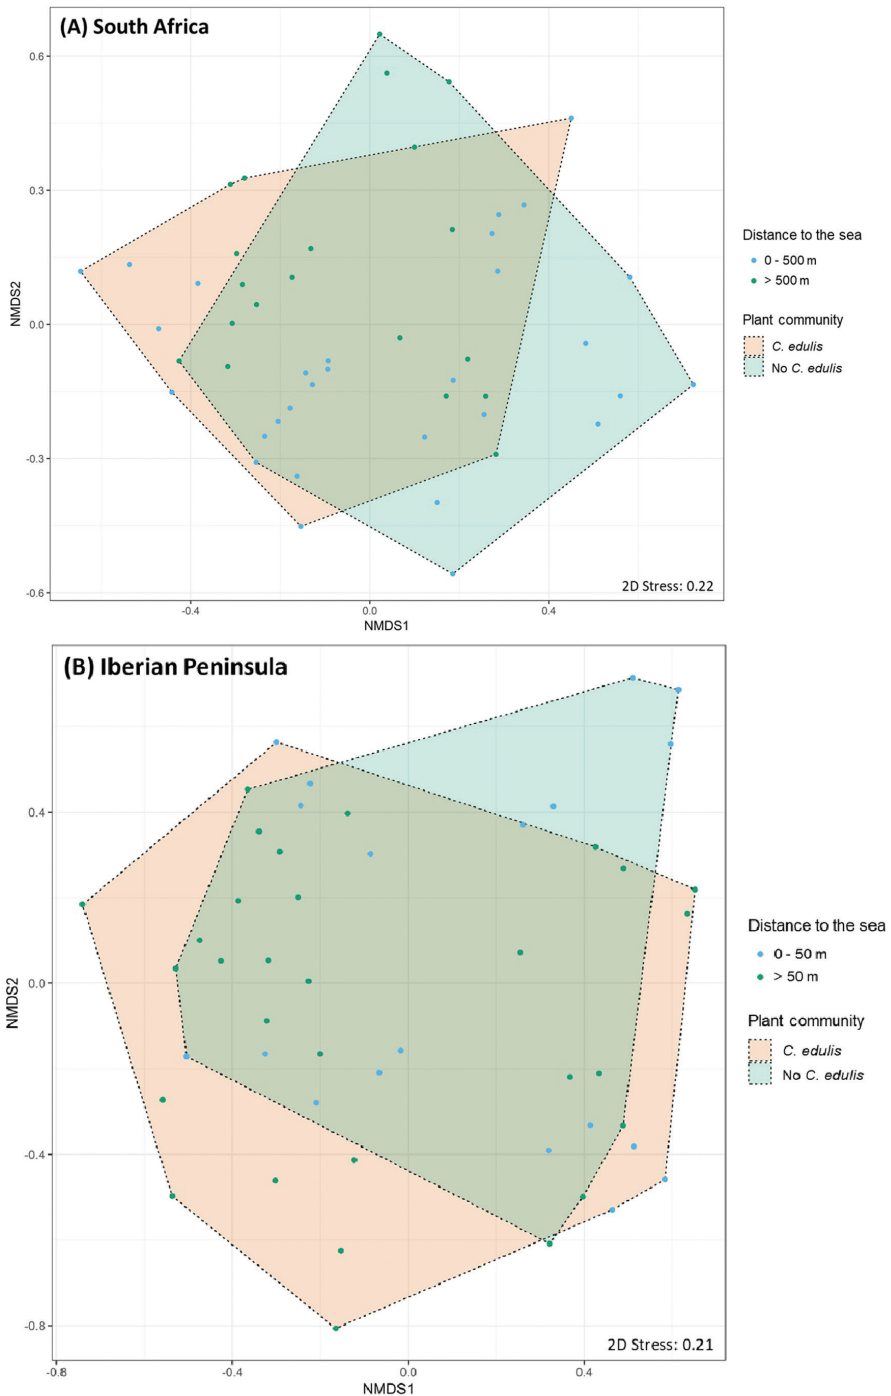 (A) South Africa
0.6
0.3
0.0
-0.3
-0.6
NMDS2
-0.4
0.0
0.4
NMDS1
2D Stress: 0.22
Distance to the sea
0 - 500 m
> 500 m
Plant community
C. edulis
No C. edulis
(B) Iberian Peninsula
0.4
0.0
-0.4
-0.8
NMDS2
-0.8
-0.4
0.0
0.4
NMDS1
2D Stress: 0.21
Distance to the sea
0 - 50 m
> 50 m
Plant community
C. edulis
No C. edulis